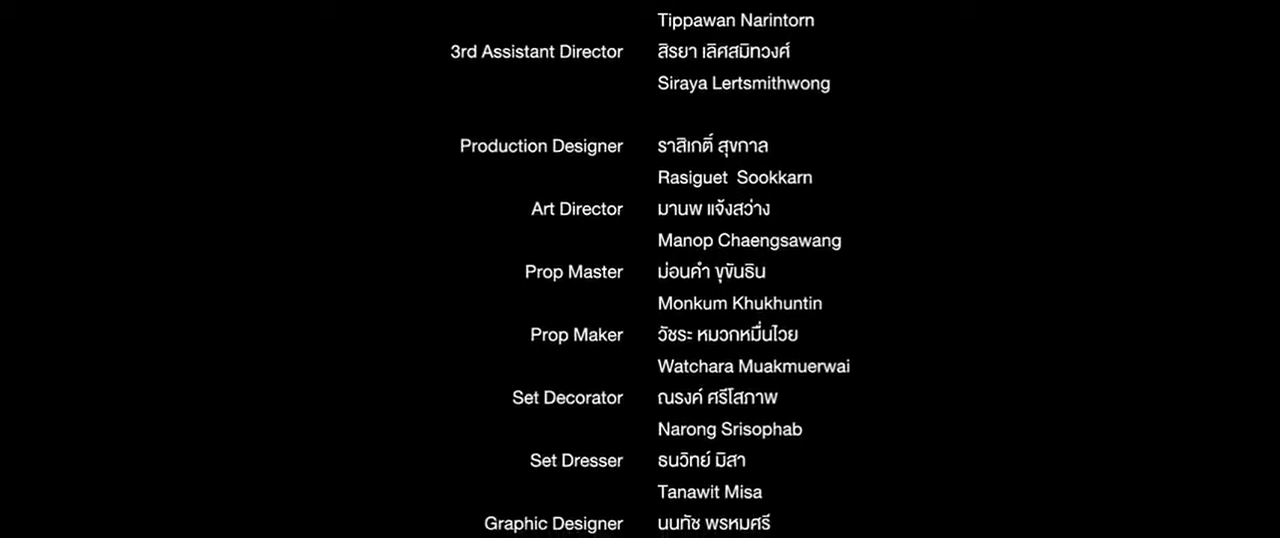 Tippawan Narintorn
3rd Assistant Director สิรยา เลิศสมิทวงศ์
Siraya Lertsmithwong
Production Designer ราสิเกติ์ สุขกาล
Rasiguet Sookkarn
Art Director มานพ แจ้งสว่าง
Manop Chaengsawang
Prop Master ม่อนคำ ขุขันธิน
Monkum Khukhuntin
Prop Maker วัชระ หมวกหมื่นไวย
Watchara Muakmuerwai
Set Decorator ณรงค์ ศรีโสภาพ
Narong Srisophab
Set Dresser ธนวิทย์ มิสา
Tanawit Misa
Graphic Designer นนทัช พรหมศรี